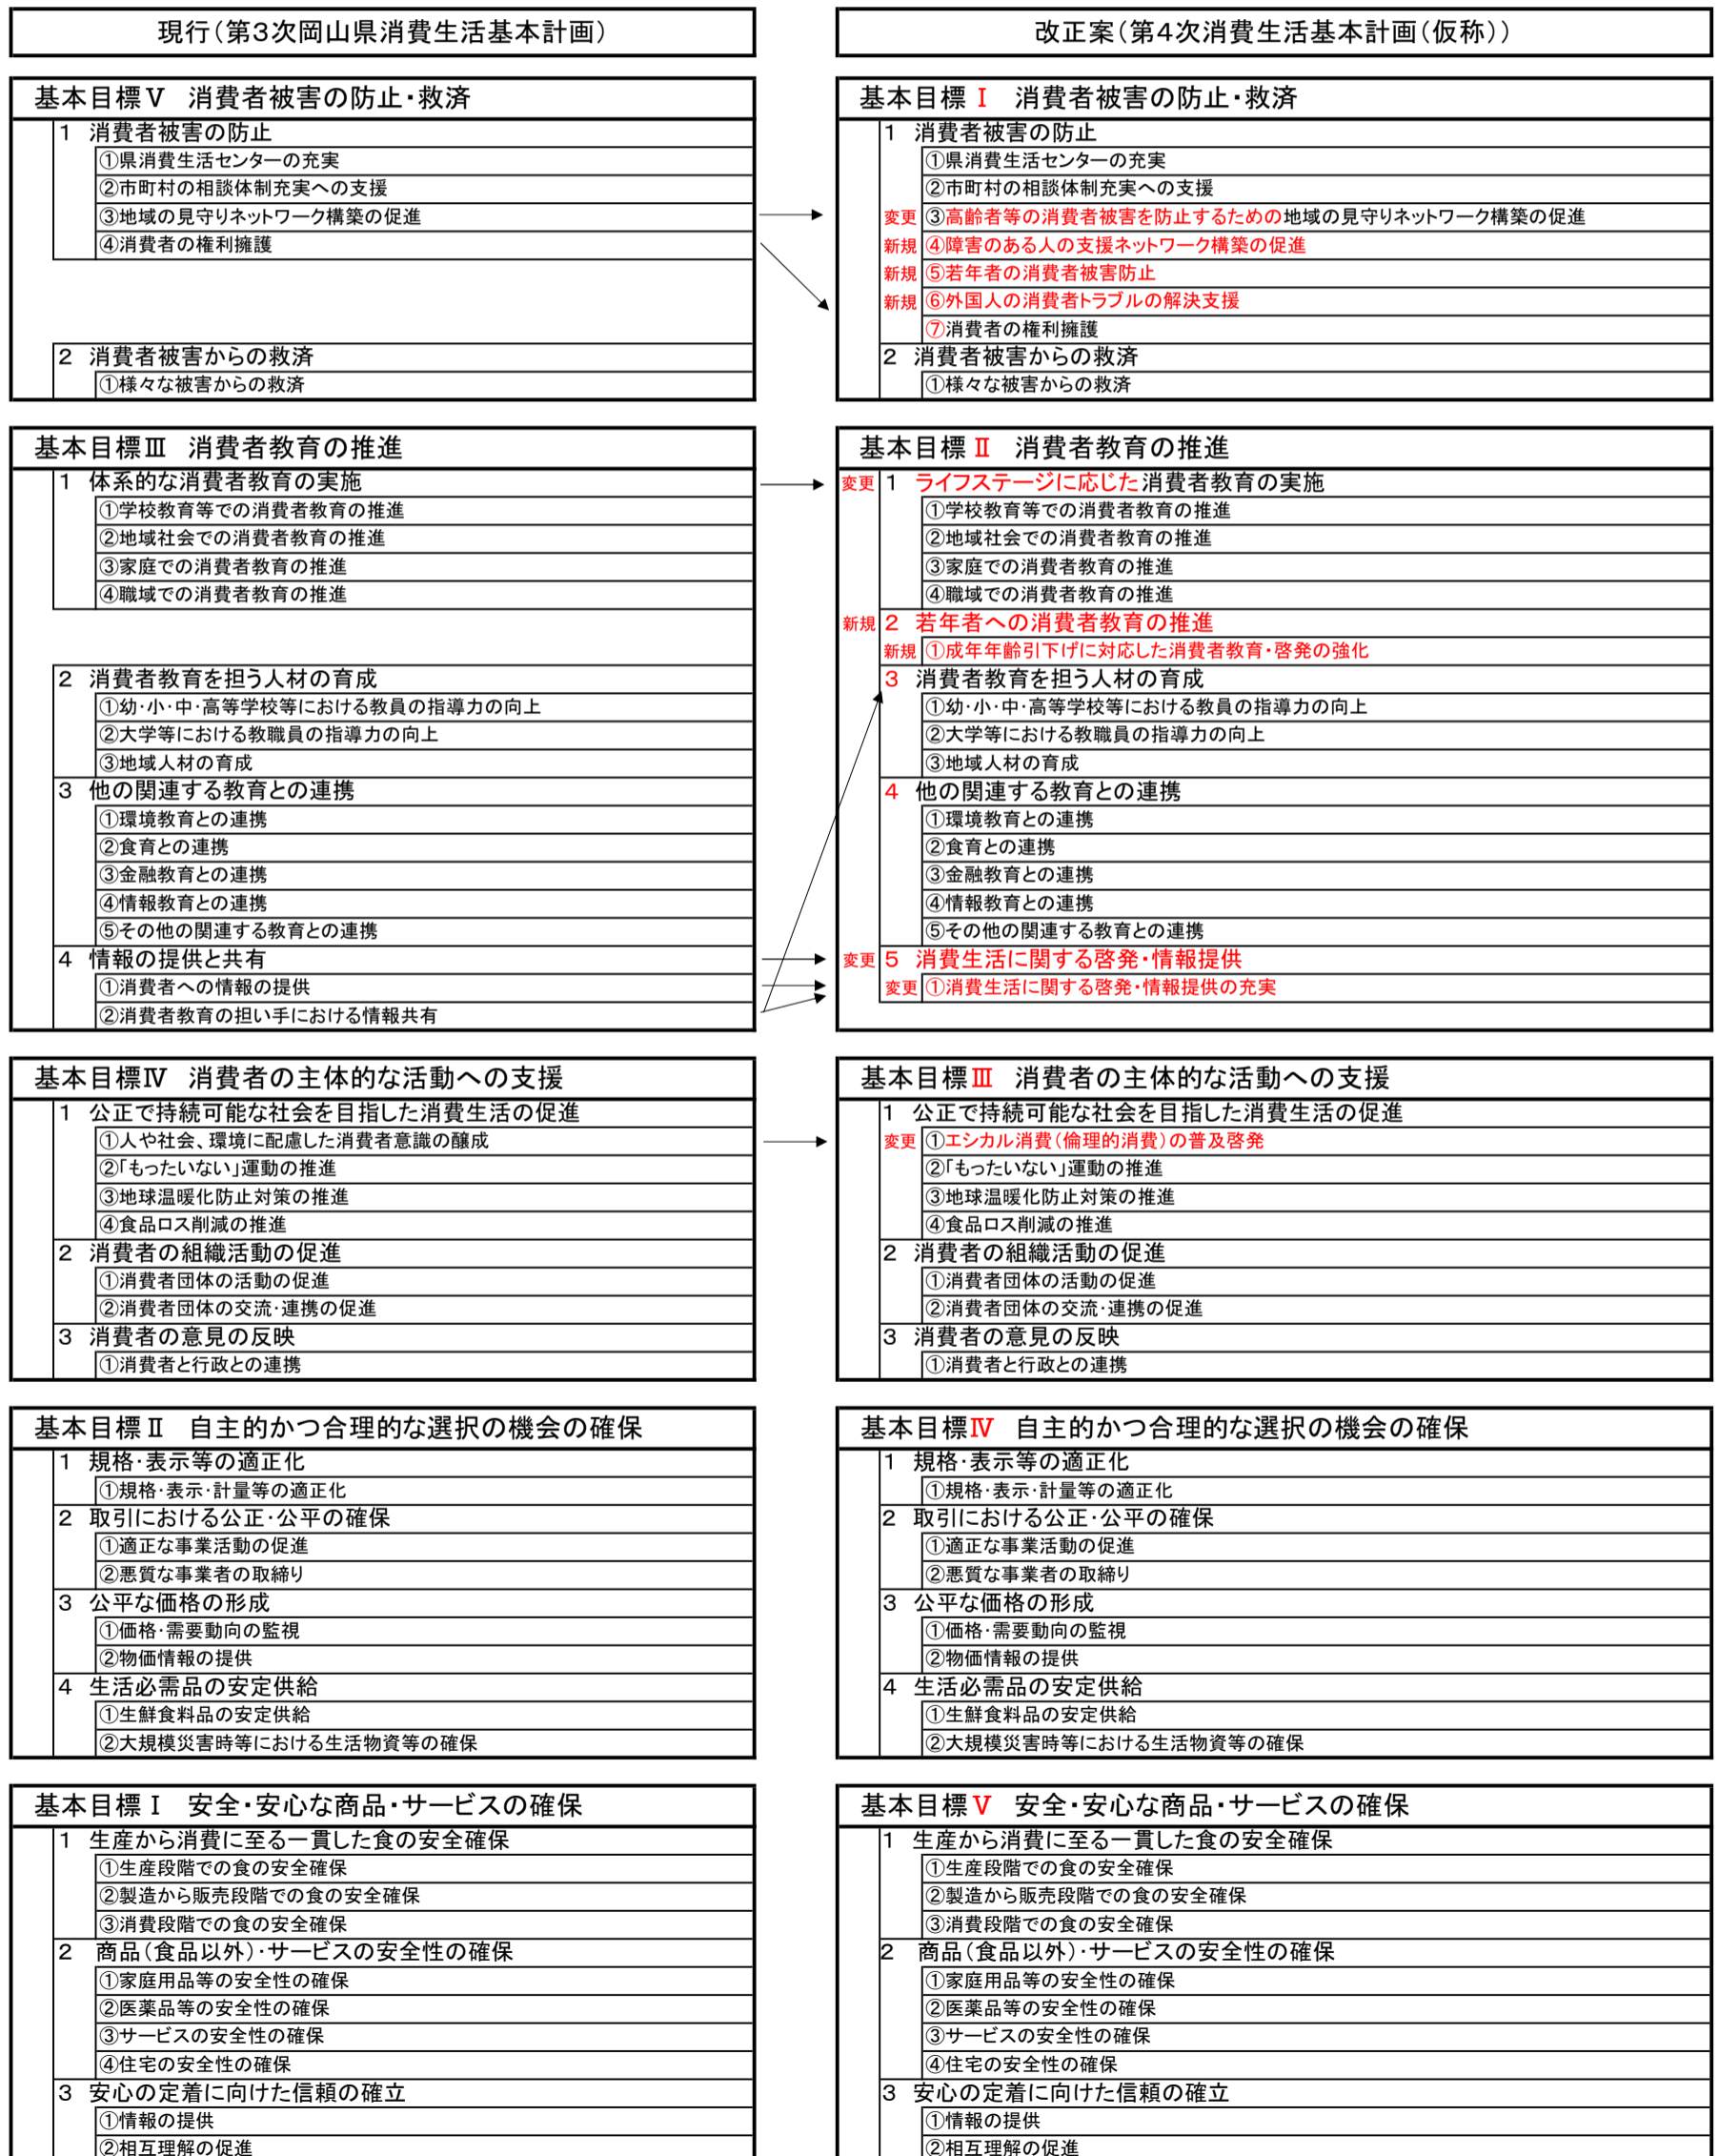 現行(第3次岡山県消費生活基本計画)
基本目標Ⅴ 消費者被害の防止・救済
1 消費者被害の防止
①県消費生活センターの充実
②市町村の相談体制充実への支援
③地域の見守りネットワーク構築の促進
④消費者の権利擁護
2 消費者被害からの救済
①様々な被害からの救済
基本目標Ⅲ 消費者教育の推進
1 体系的な消費者教育の実施
①学校教育等での消費者教育の推進
②地域社会での消費者教育の推進
③家庭での消費者教育の推進
④職域での消費者教育の推進
2 消費者教育を担う人材の育成
①幼・小・中・高等学校等における教員の指導力の向上
②大学等における教職員の指導力の向上
③地域人材の育成
3 他の関連する教育との連携
①環境教育との連携
②食育との連携
③金融教育との連携
④情報教育との連携
⑤その他の関連する教育との連携
4 情報の提供と共有
①消費者への情報の提供
②消費者教育の担い手における情報共有
基本目標Ⅳ 消費者の主体的な活動への支援
1 公正で持続可能な社会を目指した消費生活の促進
①人や社会、環境に配慮した消費者意識の醸成
②「もったいない」運動の推進
③地球温暖化防止対策の推進
④食品ロス削減の推進
2 消費者の組織活動の促進
①消費者団体の活動の促進
②消費者団体の交流・連携の促進
3 消費者の意見の反映
①消費者と行政との連携
基本目標Ⅱ 自主的かつ合理的な選択の機会の確保
1 規格・表示等の適正化
①規格・表示・計量等の適正化
2 取引における公正・公平の確保
①適正な事業活動の促進
②悪質な事業者の取締り
3 公平な価格の形成
①価格・需要動向の監視
②物価情報の提供
4 生活必需品の安定供給
①生鮮食料品の安定供給
②大規模災害時等における生活物資等の確保
基本目標Ⅰ 安全・安心な商品・サービスの確保
1 生産から消費に至る一貫した食の安全確保
①生産段階での食の安全確保
②製造から販売段階での食の安全確保
③消費段階での食の安全確保
2 商品(食品以外)・サービスの安全性の確保
①家庭用品等の安全性の確保
②医薬品等の安全性の確保
③サービスの安全性の確保
④住宅の安全性の確保
3 安心の定着に向けた信頼の確立
①情報の提供
②相互理解の促進
改正案(第4次消費生活基本計画(仮称))
基本目標Ⅰ 消費者被害の防止・救済
1 消費者被害の防止
①県消費生活センターの充実
②市町村の相談体制充実への支援
変更 ③高齢者等の消費者被害を防止するための地域の見守りネットワーク構築の促進
新規 ④障害のある人の支援ネットワーク構築の促進
新規 ⑤若年者の消費者被害防止
新規 ⑥外国人の消費者トラブルの解決支援
⑦消費者の権利擁護
2 消費者被害からの救済
①様々な被害からの救済
基本目標Ⅱ 消費者教育の推進
変更 1 ライフステージに応じた消費者教育の実施
①学校教育等での消費者教育の推進
②地域社会での消費者教育の推進
③家庭での消費者教育の推進
④職域での消費者教育の推進
新規 2 若年者への消費者教育の推進
新規 ①成年年齢引下げに対応した消費者教育・啓発の強化
3 消費者教育を担う人材の育成
①幼・小・中・高等学校等における教員の指導力の向上
②大学等における教職員の指導力の向上
③地域人材の育成
4 他の関連する教育との連携
①環境教育との連携
②食育との連携
③金融教育との連携
④情報教育との連携
⑤その他の関連する教育との連携
変更 5 消費生活に関する啓発・情報提供
変更 ①消費生活に関する啓発・情報提供の充実
基本目標Ⅲ 消費者の主体的な活動への支援
1 公正で持続可能な社会を目指した消費生活の促進
変更 ①エシカル消費(倫理的消費)の普及啓発
②「もったいない」運動の推進
③地球温暖化防止対策の推進
④食品ロス削減の推進
2 消費者の組織活動の促進
①消費者団体の活動の促進
②消費者団体の交流・連携の促進
3 消費者の意見の反映
①消費者と行政との連携
基本目標Ⅳ 自主的かつ合理的な選択の機会の確保
1 規格・表示等の適正化
①規格・表示・計量等の適正化
2 取引における公正・公平の確保
①適正な事業活動の促進
②悪質な事業者の取締り
3 公平な価格の形成
①価格・需要動向の監視
②物価情報の提供
4 生活必需品の安定供給
①生鮮食料品の安定供給
②大規模災害時等における生活物資等の確保
基本目標Ⅴ 安全・安心な商品・サービスの確保
1 生産から消費に至る一貫した食の安全確保
①生産段階での食の安全確保
②製造から販売段階での食の安全確保
③消費段階での食の安全確保
2 商品(食品以外)・サービスの安全性の確保
①家庭用品等の安全性の確保
②医薬品等の安全性の確保
③サービスの安全性の確保
④住宅の安全性の確保
3 安心の定着に向けた信頼の確立
①情報の提供
②相互理解の促進